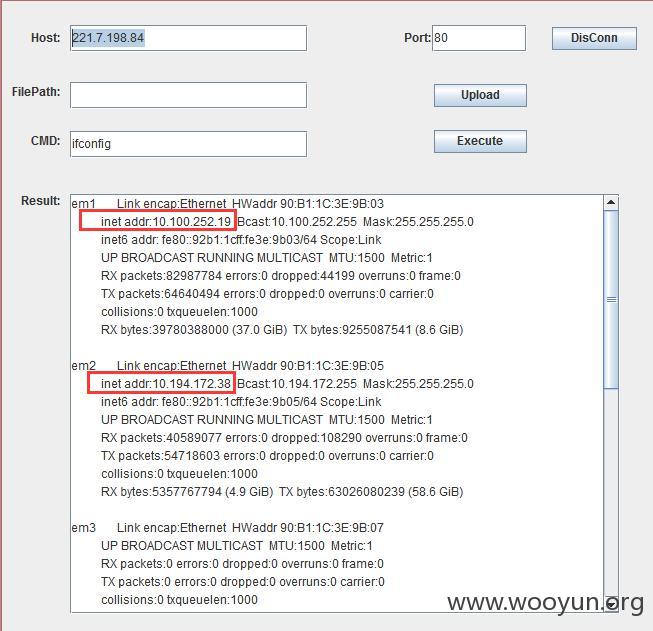 Host: 221.7.198.84 Port: 80 DisConn
FilePath: Upload
CMD: ifconfig Execute
Result:
em1 Link encap:Ethernet HWaddr 90:B1:1C:3E:9B:03
inet addr:10.100.252.19 Bcast:10.100.252.255 Mask:255.255.255.0
inet6 addr: fe80::92b1:1cff:fe3e:9b03/64 Scope:Link
UP BROADCAST RUNNING MULTICAST MTU:1500 Metric:1
RX packets:82987784 errors:0 dropped:44199 overruns:0 frame:0
TX packets:64640494 errors:0 dropped:0 overruns:0 carrier:0
collisions:0 txqueuelen:1000
RX bytes:39780388000 (37.0 GiB) TX bytes:9255087541 (8.6 GiB)
em2 Link encap:Ethernet HWaddr 90:B1:1C:3E:9B:05
inet addr:10.194.172.38 Bcast:10.194.172.255 Mask:255.255.255.0
inet6 addr: fe80::92b1:1cff:fe3e:9b05/64 Scope:Link
UP BROADCAST RUNNING MULTICAST MTU:1500 Metric:1
RX packets:40589077 errors:0 dropped:108290 overruns:0 frame:0
TX packets:54718603 errors:0 dropped:0 overruns:0 carrier:0
collisions:0 txqueuelen:1000
RX bytes:5357767794 (4.9 GiB) TX bytes:63026080239 (58.6 GiB)
em3 Link encap:Ethernet HWaddr 90:B1:1C:3E:9B:07
UP BROADCAST MULTICAST MTU:1500 Metric:1
RX packets:0 errors:0 dropped:0 overruns:0 frame:0
TX packets:0 errors:0 dropped:0 overruns:0 carrier:0
collisions:0 txqueuelen:1000
www.wooyun.org